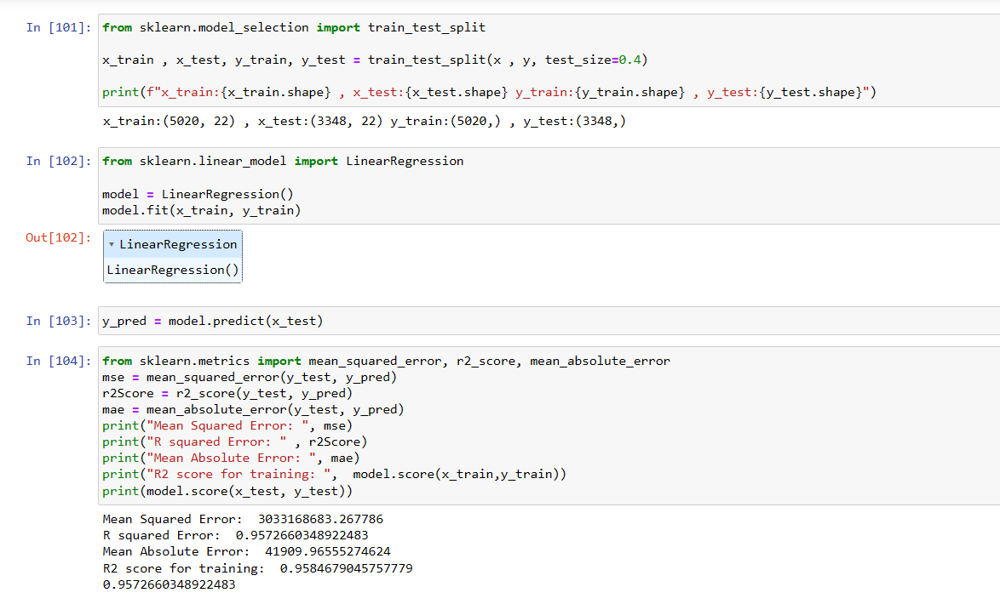 In [101]: from sklearn.model_selection import train_test_split
x_train , x_test, y_train, y_test = train_test_split(x , y, test_size=0.4)
print(f"x_train:{x_train.shape} , x_test:{x_test.shape} y_train:{y_train.shape} , y_test:{y_test.shape}")
x_train:(5020, 22) , x_test:(3348, 22) y_train:(5020,) , y_test:(3348,)
In [102]: from sklearn.linear_model import LinearRegression
model = LinearRegression()
model.fit(x_train, y_train)
Out[102]: ▾ LinearRegression
LinearRegression()
In [103]: y_pred = model.predict(x_test)
In [104]: from sklearn.metrics import mean_squared_error, r2_score, mean_absolute_error
mse = mean_squared_error(y_test, y_pred)
r2Score = r2_score(y_test, y_pred)
mae = mean_absolute_error(y_test, y_pred)
print("Mean Squared Error: ", mse)
print("R squared Error: " , r2Score)
print("Mean Absolute Error: ", mae)
print("R2 score for training: ",  model.score(x_train,y_train))
print(model.score(x_test, y_test))
Mean Squared Error:  3033168683.267786
R squared Error:  0.9572660348922483
Mean Absolute Error:  41909.96555274624
R2 score for training:  0.9584679045757779
0.9572660348922483